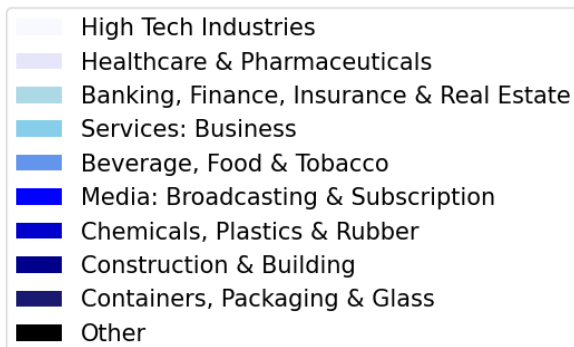 High Tech Industries
Healthcare & Pharmaceuticals
Banking, Finance, Insurance & Real Estate
Services: Business
Beverage, Food & Tobacco
Media: Broadcasting & Subscription
Chemicals, Plastics & Rubber
Construction & Building
Containers, Packaging & Glass
Other